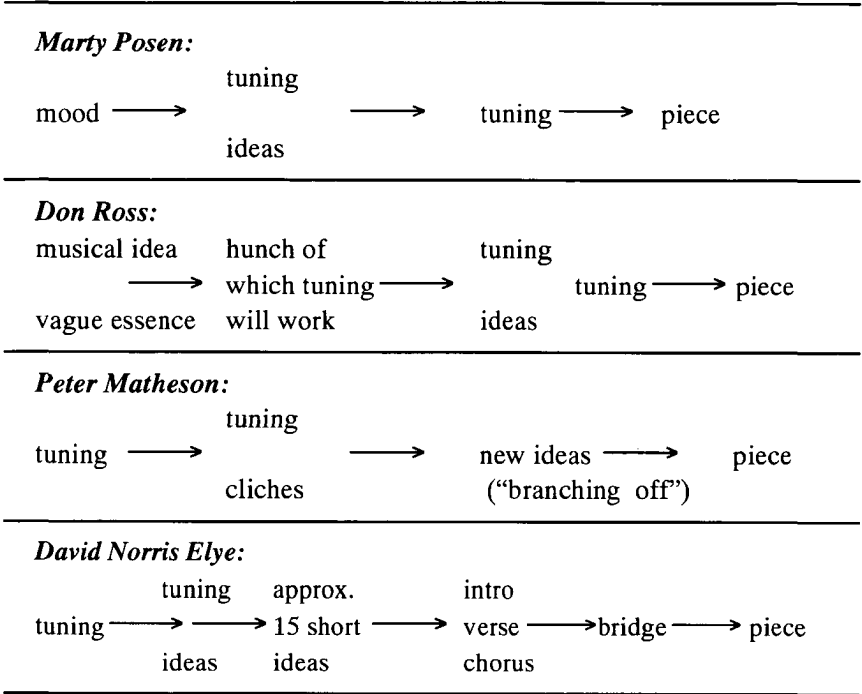 Marty Posen:
tuning
mood ⟶ ⟶ tuning ⟶ piece
ideas
Don Ross:
musical idea hunch of tuning
⟶ which tuning ⟶ tuning ⟶ piece
vague essence will work ideas
Peter Matheson:
tuning
tuning ⟶ ⟶ new ideas ⟶ piece
cliches ("branching off")
David Norris Elye:
tuning approx. intro
tuning ⟶ ⟶ 15 short ⟶ verse ⟶ bridge ⟶ piece
ideas ideas chorus